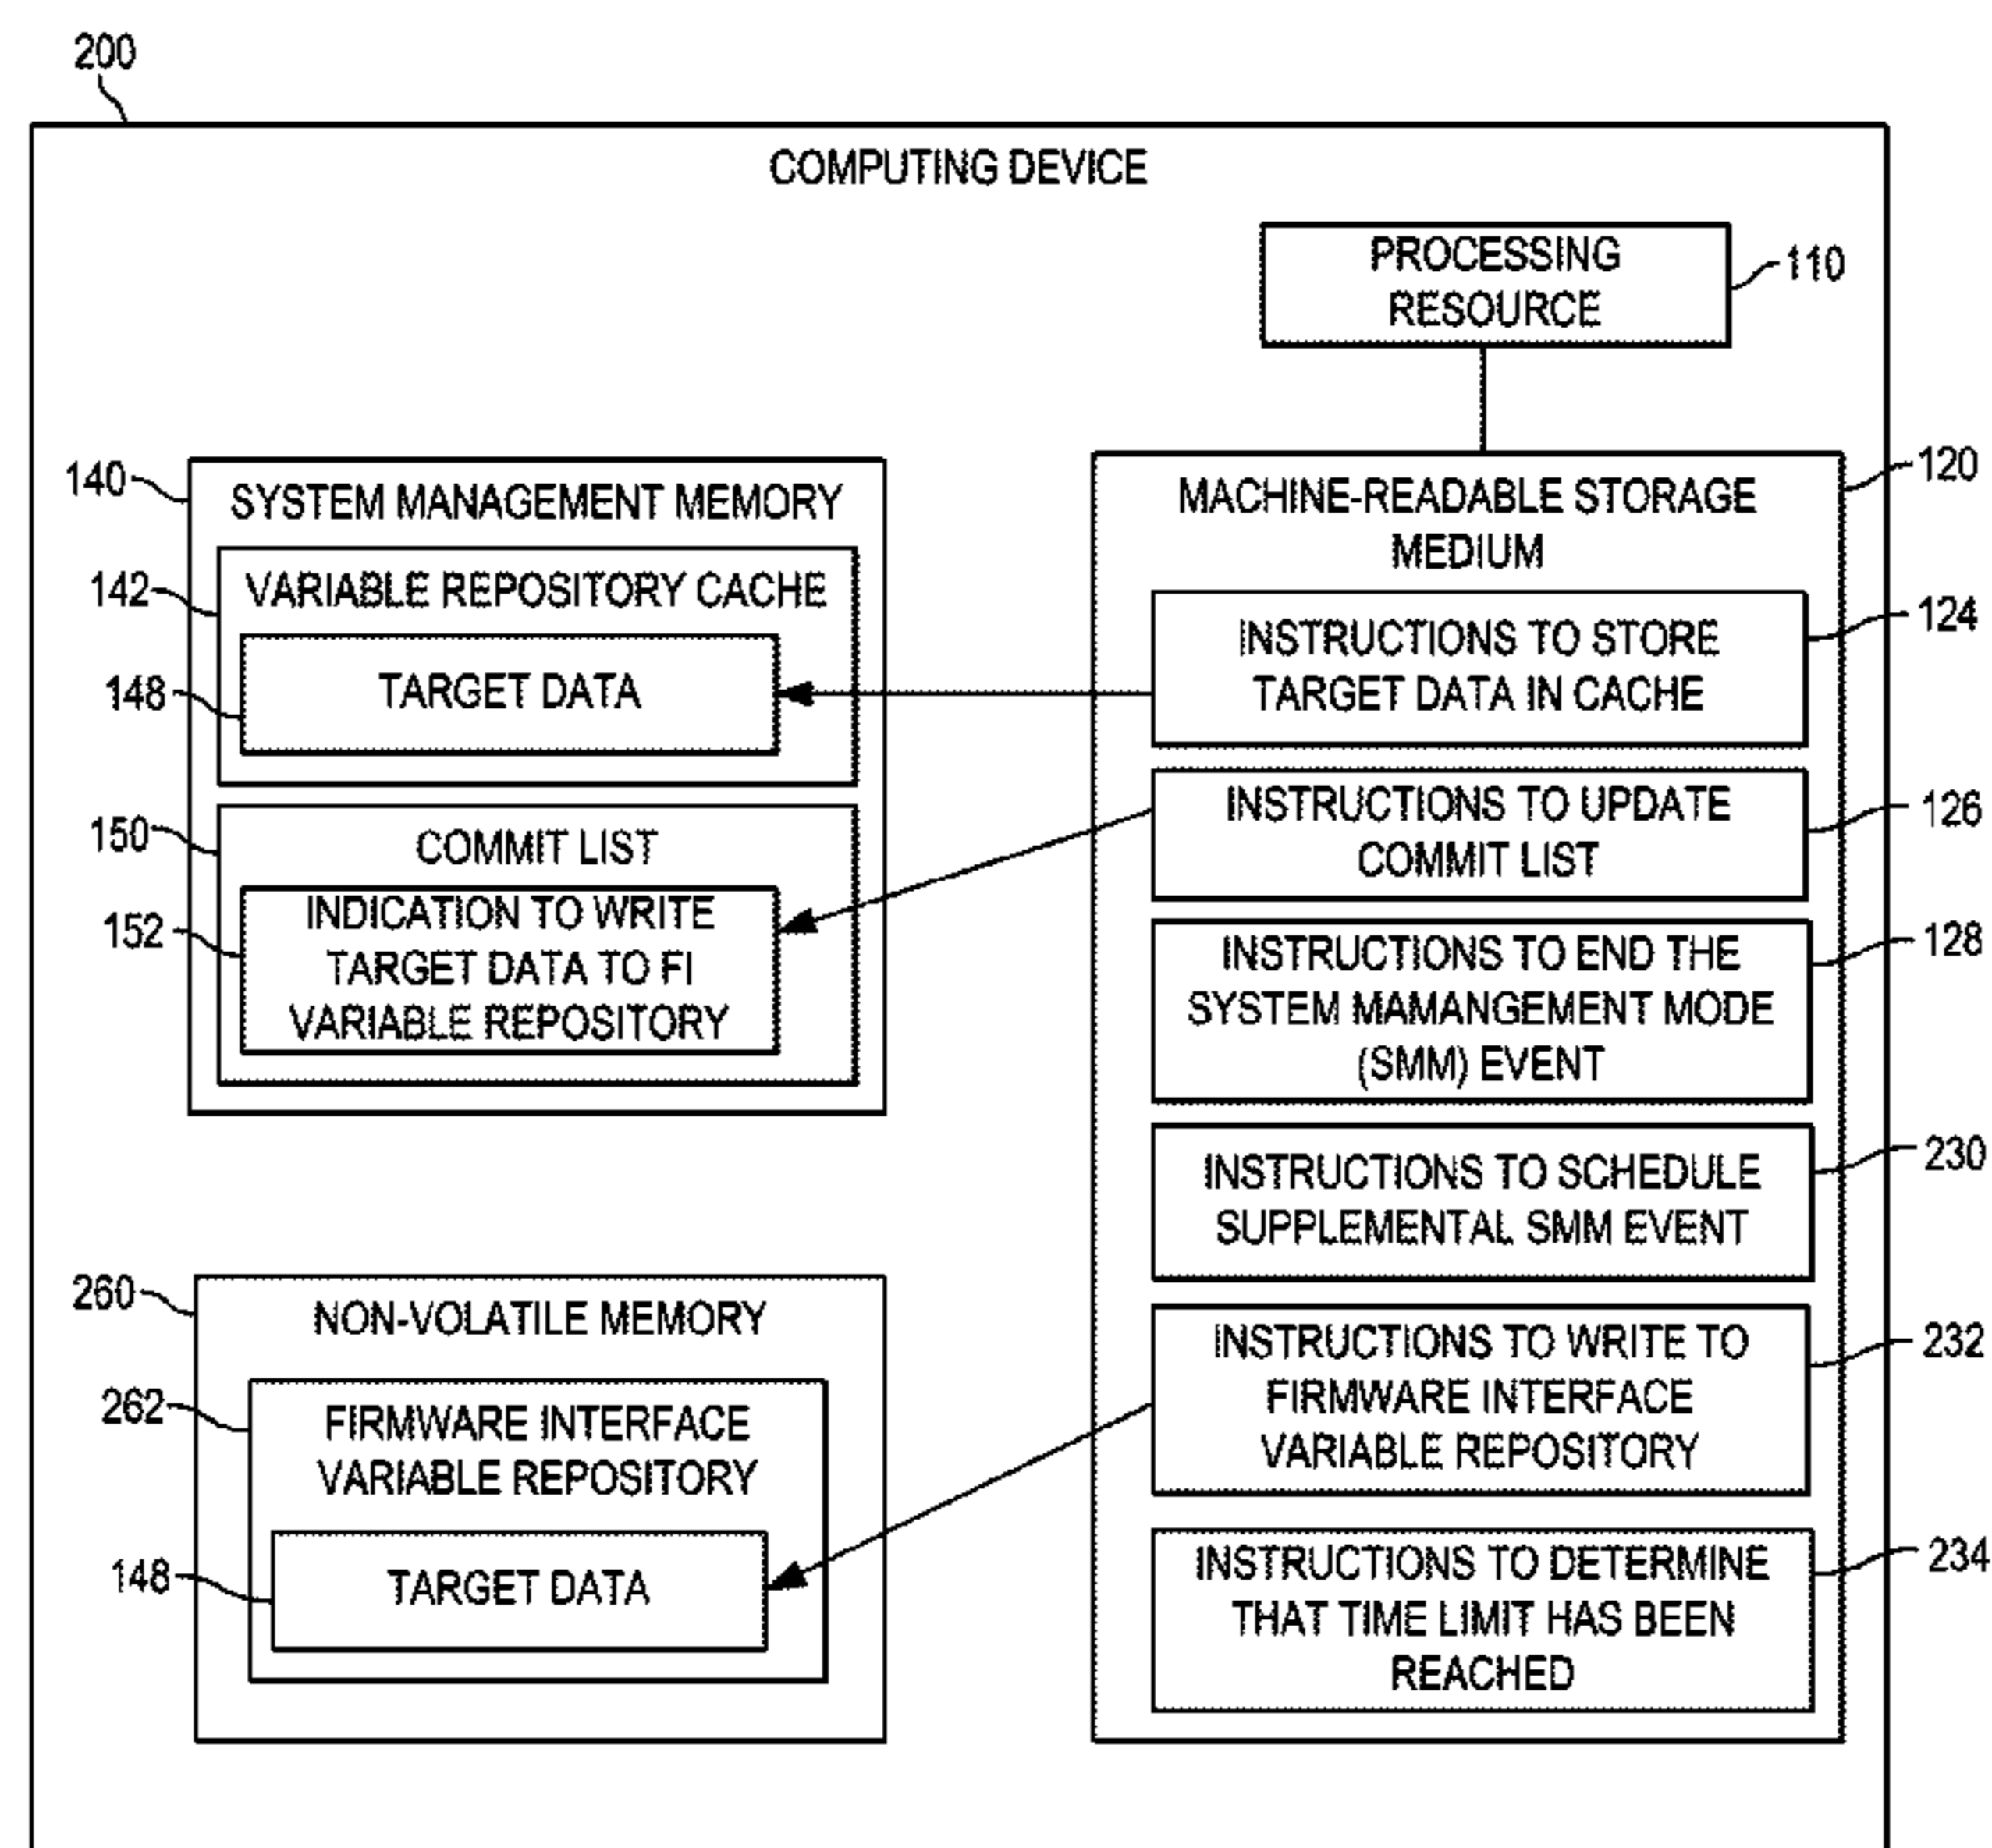 200
COMPUTING DEVICE
PROCESSING
RESOURCE
110
140
SYSTEM MANAGEMENT MEMORY
142
VARIABLE REPOSITORY CACHE
148
TARGET DATA
150
COMMIT LIST
152
INDICATION TO WRITE
TARGET DATA TO FI
VARIABLE REPOSITORY
120
MACHINE-READABLE STORAGE
MEDIUM
124
INSTRUCTIONS TO STORE
TARGET DATA IN CACHE
INSTRUCTIONS TO UPDATE
COMMIT LIST
126
INSTRUCTIONS TO END THE
SYSTEM MAMANGEMENT MODE
(SMM) EVENT
128
INSTRUCTIONS TO SCHEDULE
SUPPLEMENTAL SMM EVENT
230
260
NON-VOLATILE MEMORY
262
FIRMWARE INTERFACE
VARIABLE REPOSITORY
148
TARGET DATA
INSTRUCTIONS TO WRITE TO
FIRMWARE INTERFACE
VARIABLE REPOSITORY
232
INSTRUCTIONS TO DETERMINE
THAT TIME LIMIT HAS BEEN
REACHED
234